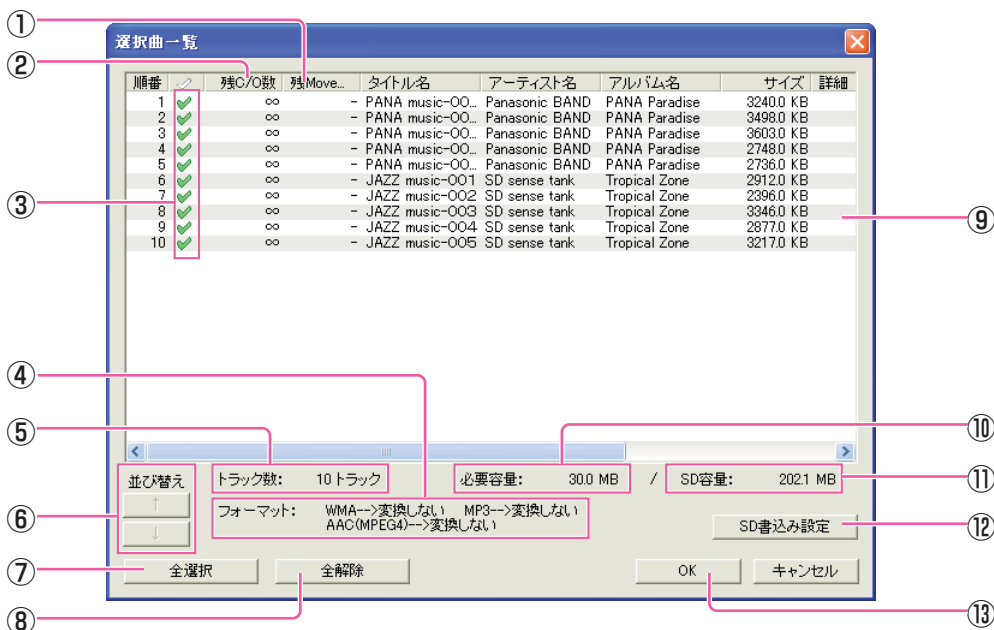 ①
選択曲一覧
②
順番 残C/O数 残Move... タイトル名 アーティスト名 アルバム名 サイズ 詳細
1 ∞ - PANA music-00... Panasonic BAND PANA Paradise 3240.0 KB
2 ∞ - PANA music-00... Panasonic BAND PANA Paradise 3498.0 KB
3 ∞ - PANA music-00... Panasonic BAND PANA Paradise 3603.0 KB
4 ∞ - PANA music-00... Panasonic BAND PANA Paradise 2748.0 KB
5 ∞ - PANA music-00... Panasonic BAND PANA Paradise 2736.0 KB
6 ∞ - JAZZ music-001 SD sense tank Tropical Zone 2912.0 KB
7 ∞ - JAZZ music-002 SD sense tank Tropical Zone 2396.0 KB
③
8 ∞ - JAZZ music-003 SD sense tank Tropical Zone 3346.0 KB
⑨
9 ∞ - JAZZ music-004 SD sense tank Tropical Zone 2877.0 KB
10 ∞ - JAZZ music-005 SD sense tank Tropical Zone 3217.0 KB
④
⑤
⑩
並び替え トラック数: 10 トラック 必要容量: 30.0 MB / SD容量: 202.1 MB
⑪
⑥
↑
↓
フォーマット: WMA-->変換しない MP3-->変換しない
AAC(MPEG4)-->変換しない
SD書込み設定
⑫
⑦
全選択 全解除 OK キャンセル
⑧
⑬